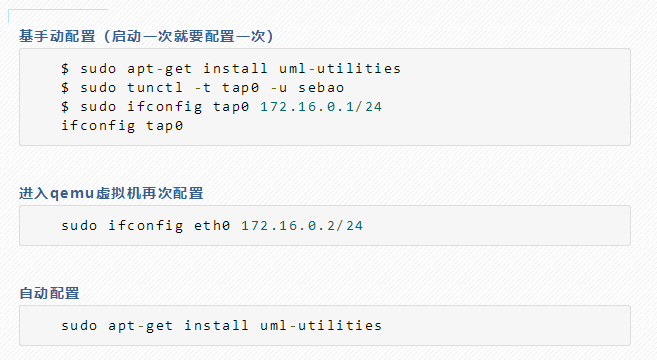 基手动配置（启动一次就要配置一次）
$ sudo apt-get install uml-utilities
$ sudo tunctl -t tap0 -u sebao
$ sudo ifconfig tap0 172.16.0.1/24
ifconfig tap0
进入qemu虚拟机再次配置
sudo ifconfig eth0 172.16.0.2/24
自动配置
sudo apt-get install uml-utilities